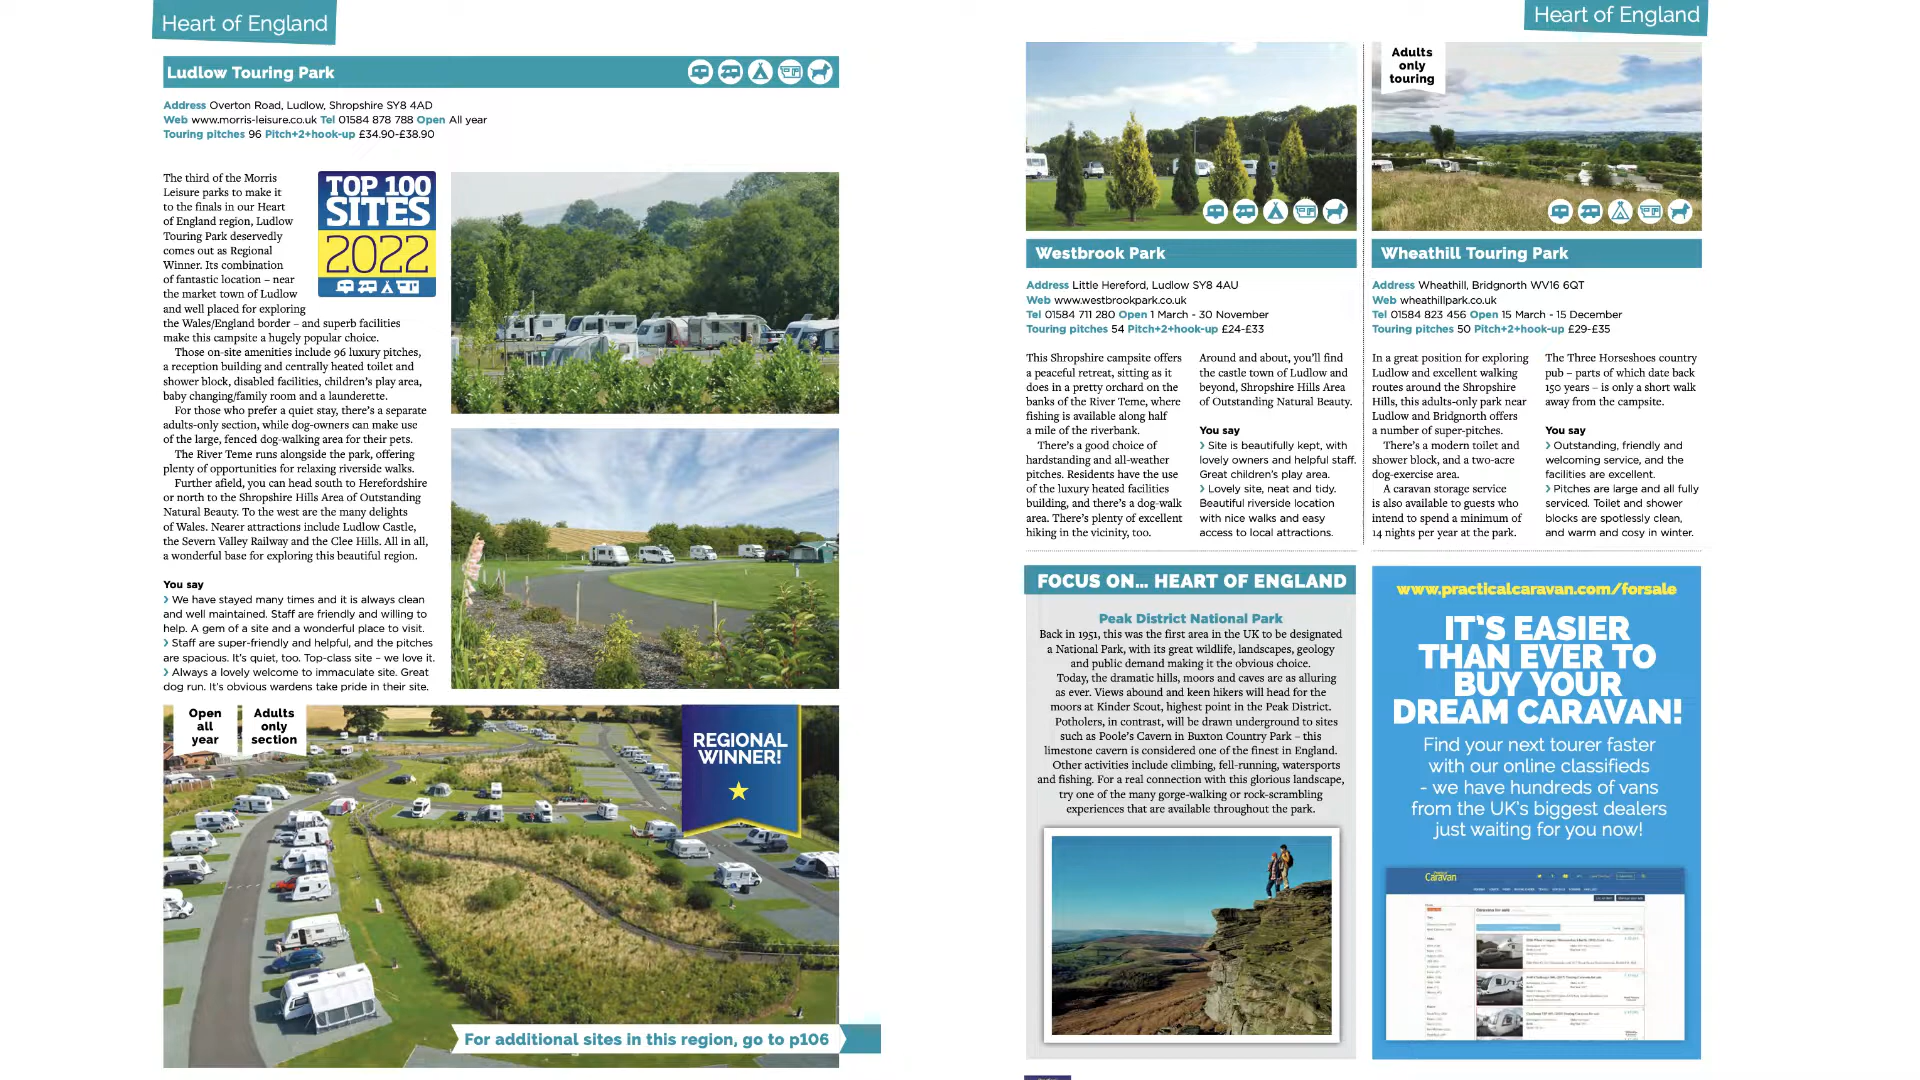 Heart of England
Ludlow Touring Park
Address Overton Road, Ludlow, Shropshire SY8 4AD
Web www.morris-leisure.co.uk Tel 01584 878 788 Open All year
Touring pitches 96 Pitch+2+hook-up £34.90-£38.90
The third of the Morris
Leisure parks to make it
to the finals in our Heart
of England region, Ludlow
Touring Park deservedly
comes out as Regional
Winner. Its combination
of fantastic location – near
the market town of Ludlow
and well placed for exploring
the Wales/England border – and superb facilities
make this campsite a hugely popular choice.
Those on-site amenities include 96 luxury pitches,
a reception building and centrally heated toilet and
shower block, disabled facilities, children's play area,
baby changing/family room and a launderette.
For those who prefer a quiet stay, there's a separate
adults-only section, while dog-owners can make use
of the large, fenced dog-walking area for their pets.
The River Teme runs alongside the park, offering
plenty of opportunities for relaxing riverside walks.
Further afield, you can head south to Herefordshire
or north to the Shropshire Hills Area of Outstanding
Natural Beauty. To the west are the many delights
of Wales. Nearer attractions include Ludlow Castle,
the Severn Valley Railway and the Clee Hills. All in all,
a wonderful base for exploring this beautiful region.
You say
› We have stayed many times and it is always clean
and well maintained. Staff are friendly and willing to
help. A gem of a site and a wonderful place to visit.
› Staff are super-friendly and helpful, and the pitches
are spacious. It's quiet, too. Top-class site – we love it.
› Always a lovely welcome to immaculate site. Great
dog run. It's obvious wardens take pride in their site.
TOP 100
SITES
2022
Open
all
year
Adults
only
section
REGIONAL
WINNER!
For additional sites in this region, go to p106
Heart of England
Westbrook Park
Address Little Hereford, Ludlow SY8 4AU
Web www.westbrookpark.co.uk
Tel 01584 711 280 Open 1 March - 30 November
Touring pitches 54 Pitch+2+hook-up £24-£33
This Shropshire campsite offers
a peaceful retreat, sitting as it
does in a pretty orchard on the
banks of the River Teme, where
fishing is available along half
a mile of the riverbank.
There's a good choice of
hardstanding and all-weather
pitches. Residents have the use
of the luxury heated facilities
building, and there's a dog-walk
area. There's plenty of excellent
hiking in the vicinity, too.
Around and about, you'll find
the castle town of Ludlow and
beyond, Shropshire Hills Area
of Outstanding Natural Beauty.
You say
› Site is beautifully kept, with
lovely owners and helpful staff.
Great children's play area.
› Lovely site, neat and tidy.
Beautiful riverside location
with nice walks and easy
access to local attractions.
Adults
only
touring
Wheathill Touring Park
Address Wheathill, Bridgnorth WV16 6QT
Web wheathillpark.co.uk
Tel 01584 823 456 Open 15 March - 15 December
Touring pitches 50 Pitch+2+hook-up £29-£35
In a great position for exploring
Ludlow and excellent walking
routes around the Shropshire
Hills, this adults-only park near
Ludlow and Bridgnorth offers
a number of super-pitches.
There's a modern toilet and
shower block, and a two-acre
dog-exercise area.
A caravan storage service
is also available to guests who
intend to spend a minimum of
14 nights per year at the park.
The Three Horseshoes country
pub – parts of which date back
150 years – is only a short walk
away from the campsite.
You say
› Outstanding, friendly and
welcoming service, and the
facilities are excellent.
› Pitches are large and all fully
serviced. Toilet and shower
blocks are spotlessly clean,
and warm and cosy in winter.
FOCUS ON... HEART OF ENGLAND
Peak District National Park
Back in 1951, this was the first area in the UK to be designated
a National Park, with its great wildlife, landscapes, geology
and public demand making it the obvious choice.
Today, the dramatic hills, moors and caves are as alluring
as ever. Views abound and keen hikers will head for the
moors at Kinder Scout, highest point in the Peak District.
Potholers, in contrast, will be drawn underground to sites
such as Poole's Cavern in Buxton Country Park – this
limestone cavern is considered one of the finest in England.
Other activities include climbing, fell-running, watersports
and fishing. For a real connection with this glorious landscape,
try one of the many gorge-walking or rock-scrambling
experiences that are available throughout the park.
www.practicalcaravan.com/forsale
IT'S EASIER
THAN EVER TO
BUY YOUR
DREAM CARAVAN!
Find your next tourer faster
with our online classifieds
- we have hundreds of vans
from the UK's biggest dealers
just waiting for you now!
Caravan